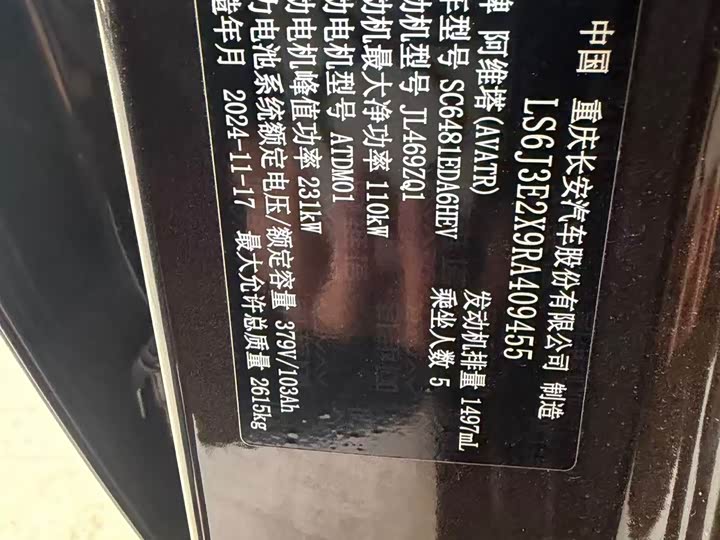 中国 重庆长安汽车股份有限公司 制造
LS6J3E2X9RA409455
牌 阿维塔(AVATR) 发动机排量 1497mL
车型号 SC6481EDA6HEV 乘坐人数 5
动机型号 JL469ZQ1
动机最大净功率 110kW
动电机型号 ATDM01
动电机峰值功率 231kW
力电池系统额定电压/额定容量 379V/103Ah
造年月 2024-11-17 最大允许总质量 2615kg